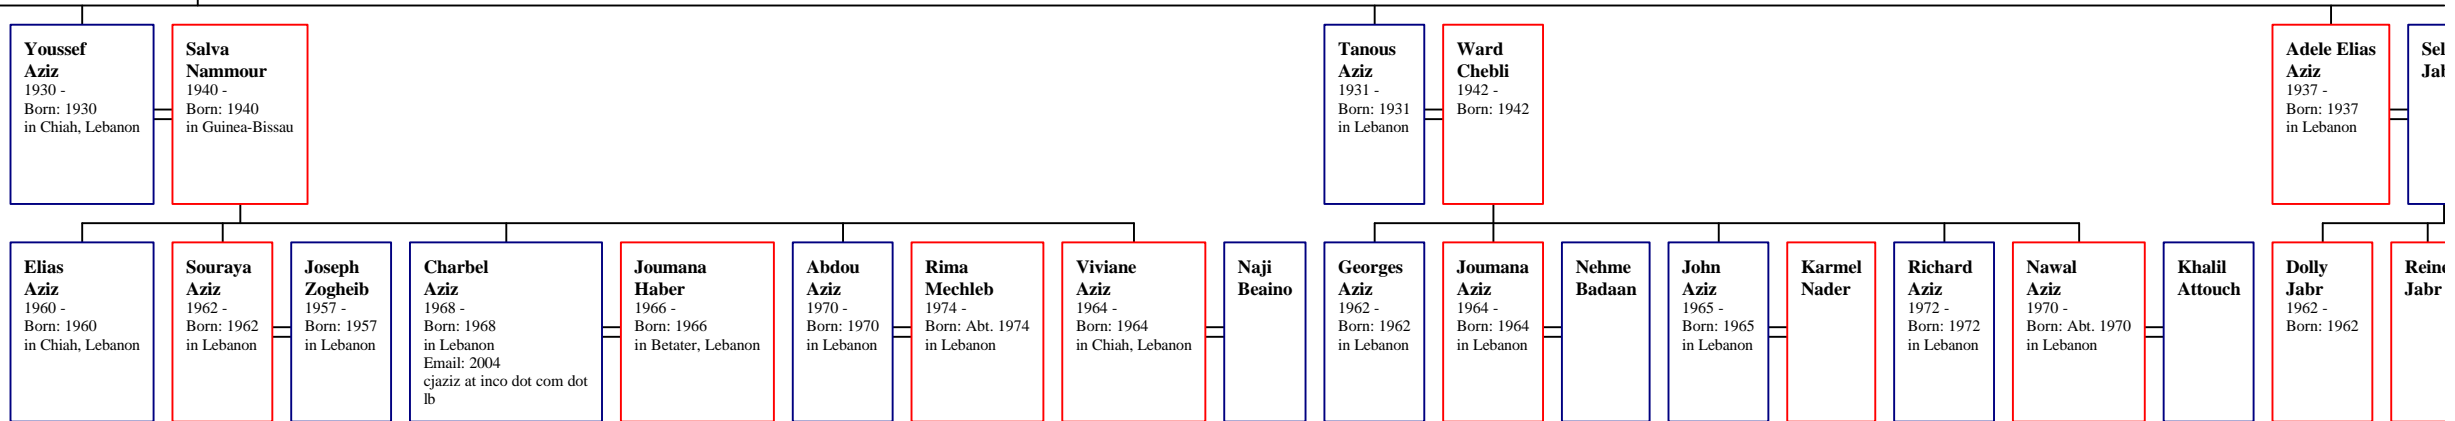 Youssef
Aziz
1930 -
Born: 1930
in Chiah, Lebanon
Salva
Nammour
1940 -
Born: 1940
in Guinea-Bissau
Tanous
Aziz
1931 -
Born: 1931
in Lebanon
Ward
Chebli
1942 -
Born: 1942
Adele Elias
Aziz
1937 -
Born: 1937
in Lebanon
Elias
Aziz
1960 -
Born: 1960
in Chiah, Lebanon
Souraya
Aziz
1962 -
Born: 1962
in Lebanon
Joseph
Zogheib
1957 -
Born: 1957
in Lebanon
Charbel
Aziz
1968 -
Born: 1968
in Lebanon
Email: 2004
cjaziz at inco dot com dot
lb
Joumana
Haber
1966 -
Born: 1966
in Betater, Lebanon
Abdou
Aziz
1970 -
Born: 1970
in Lebanon
Rima
Mechleb
1974 -
Born: Abt. 1974
in Lebanon
Viviane
Aziz
1964 -
Born: 1964
in Chiah, Lebanon
Naji
Beaino
Georges
Aziz
1962 -
Born: 1962
in Lebanon
Joumana
Aziz
1964 -
Born: 1964
in Lebanon
Nehme
Badaan
John
Aziz
1965 -
Born: 1965
in Lebanon
Karmel
Nader
Richard
Aziz
1972 -
Born: 1972
in Lebanon
Nawal
Aziz
1970 -
Born: Abt. 1970
in Lebanon
Khalil
Attouch
Dolly
Jabr
1962 -
Born: 1962
Jabr